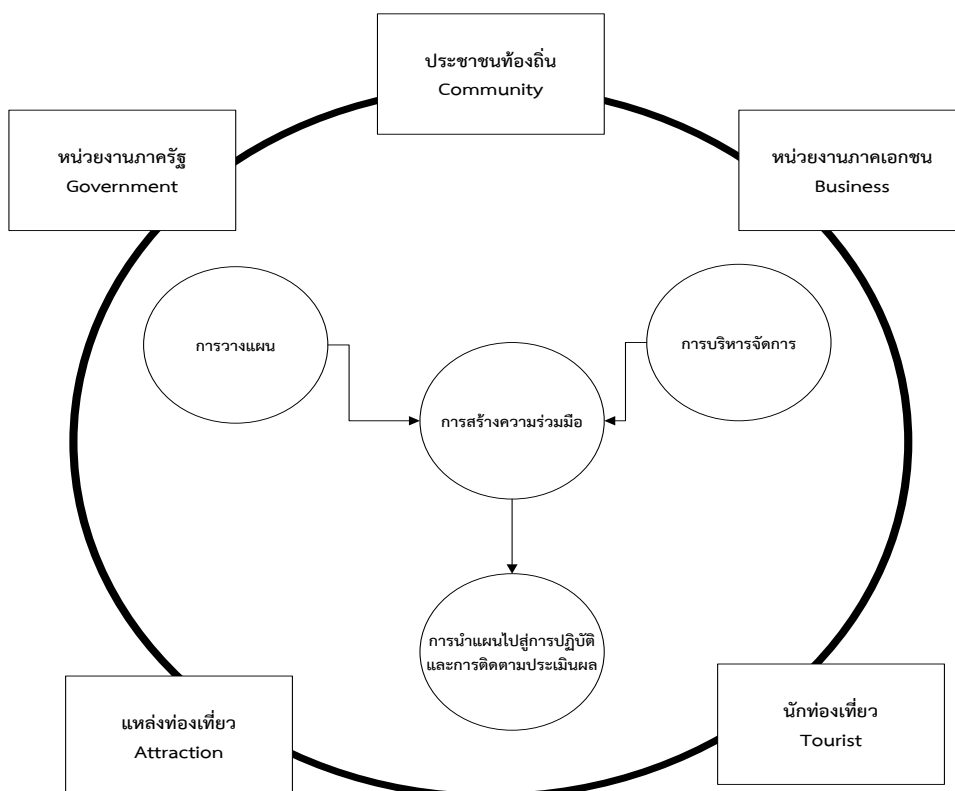 ประชาชนท้องถิ่น
Community
หน่วยงานภาครัฐ
Government
หน่วยงานภาคเอกชน
Business
การวางแผน
การบริหารจัดการ
การสร้างความร่วมมือ
การนำแผนไปสู่การปฏิบัติ
และการติดตามประเมินผล
แหล่งท่องเที่ยว
Attraction
นักท่องเที่ยว
Tourist